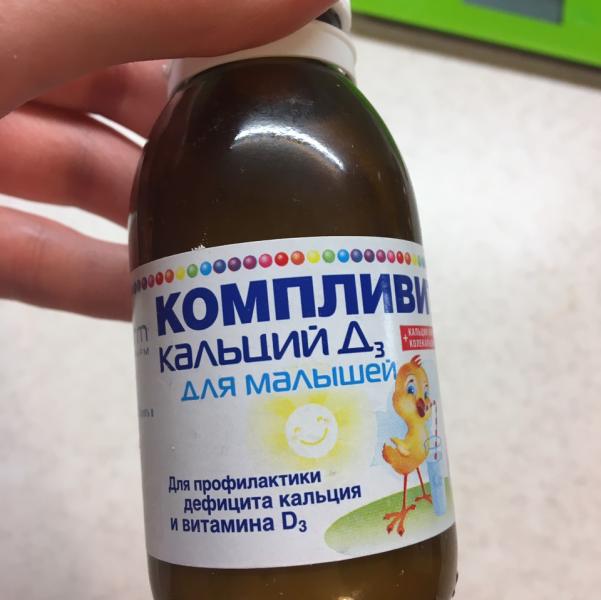 КОМПЛИВИ
КАЛЬЦИЙ Д3
ДЛЯ МАЛЫШЕЙ
Для профилактики
дефицита кальция
и витамина D3